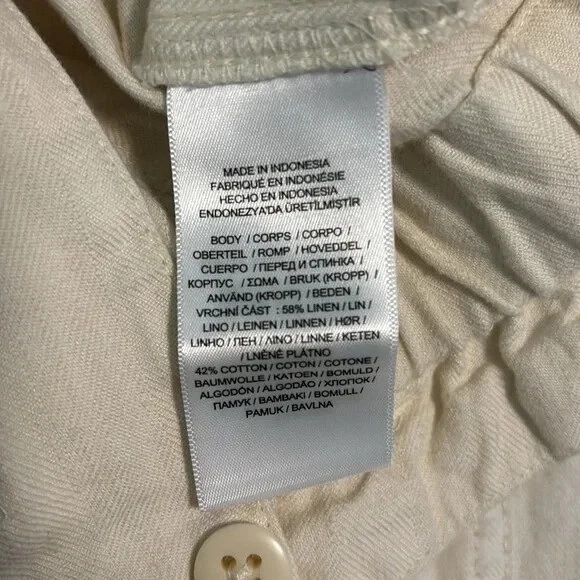 MADE IN INDONESIA
FABRIQUÉ EN INDONÉSIE
HECHO EN INDONESIA
ENDONEZYA'DA ÜRETİLMİŞTİR
BODY / CORPS / CORPO /
OBERTEIL / ROMP / HOVEDDEL /
CUERPO / ПЕРЕД И СПИНКА /
КОРПУС / ΣΩΜΑ / BRUK (KROPP) /
ANVÄND (KROPP) / BEDEN /
VRCHNÍ ČÁST : 58% LINEN / LIN /
LINO / LEINEN / LINNEN / HØR /
LINHO / ЛЕН / ΛΙΝΟ / LINNE / KETEN
/ LNĚNÉ PLÁTNO
42% COTTON / COTON / COTONE /
BAUMWOLLE / KATOEN / BOMULD /
ALGODÓN / ALGODÃO / ХЛОПОК /
ПАМУК / ΒΑΜΒΑΚΙ / BOMULL /
PAMUK / BAVLNA